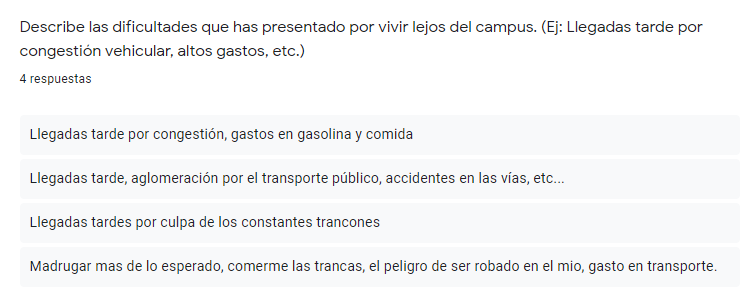 Describe las dificultades que has presentado por vivir lejos del campus. (Ej: Llegadas tarde por
congestión vehicular, altos gastos, etc.)
4 respuestas
Llegadas tarde por congestión, gastos en gasolina y comida
Llegadas tarde, aglomeración por el transporte público, accidentes en las vías, etc...
Llegadas tardes por culpa de los constantes trancones
Madrugar mas de lo esperado, comerme las trancas, el peligro de ser robado en el mio, gasto en transporte.